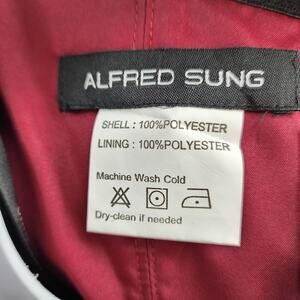 ALFRED SUNG
SHELL : 100%POLYESTER
LINING : 100%POLYESTER
Machine Wash Cold
Dry-clean if needed